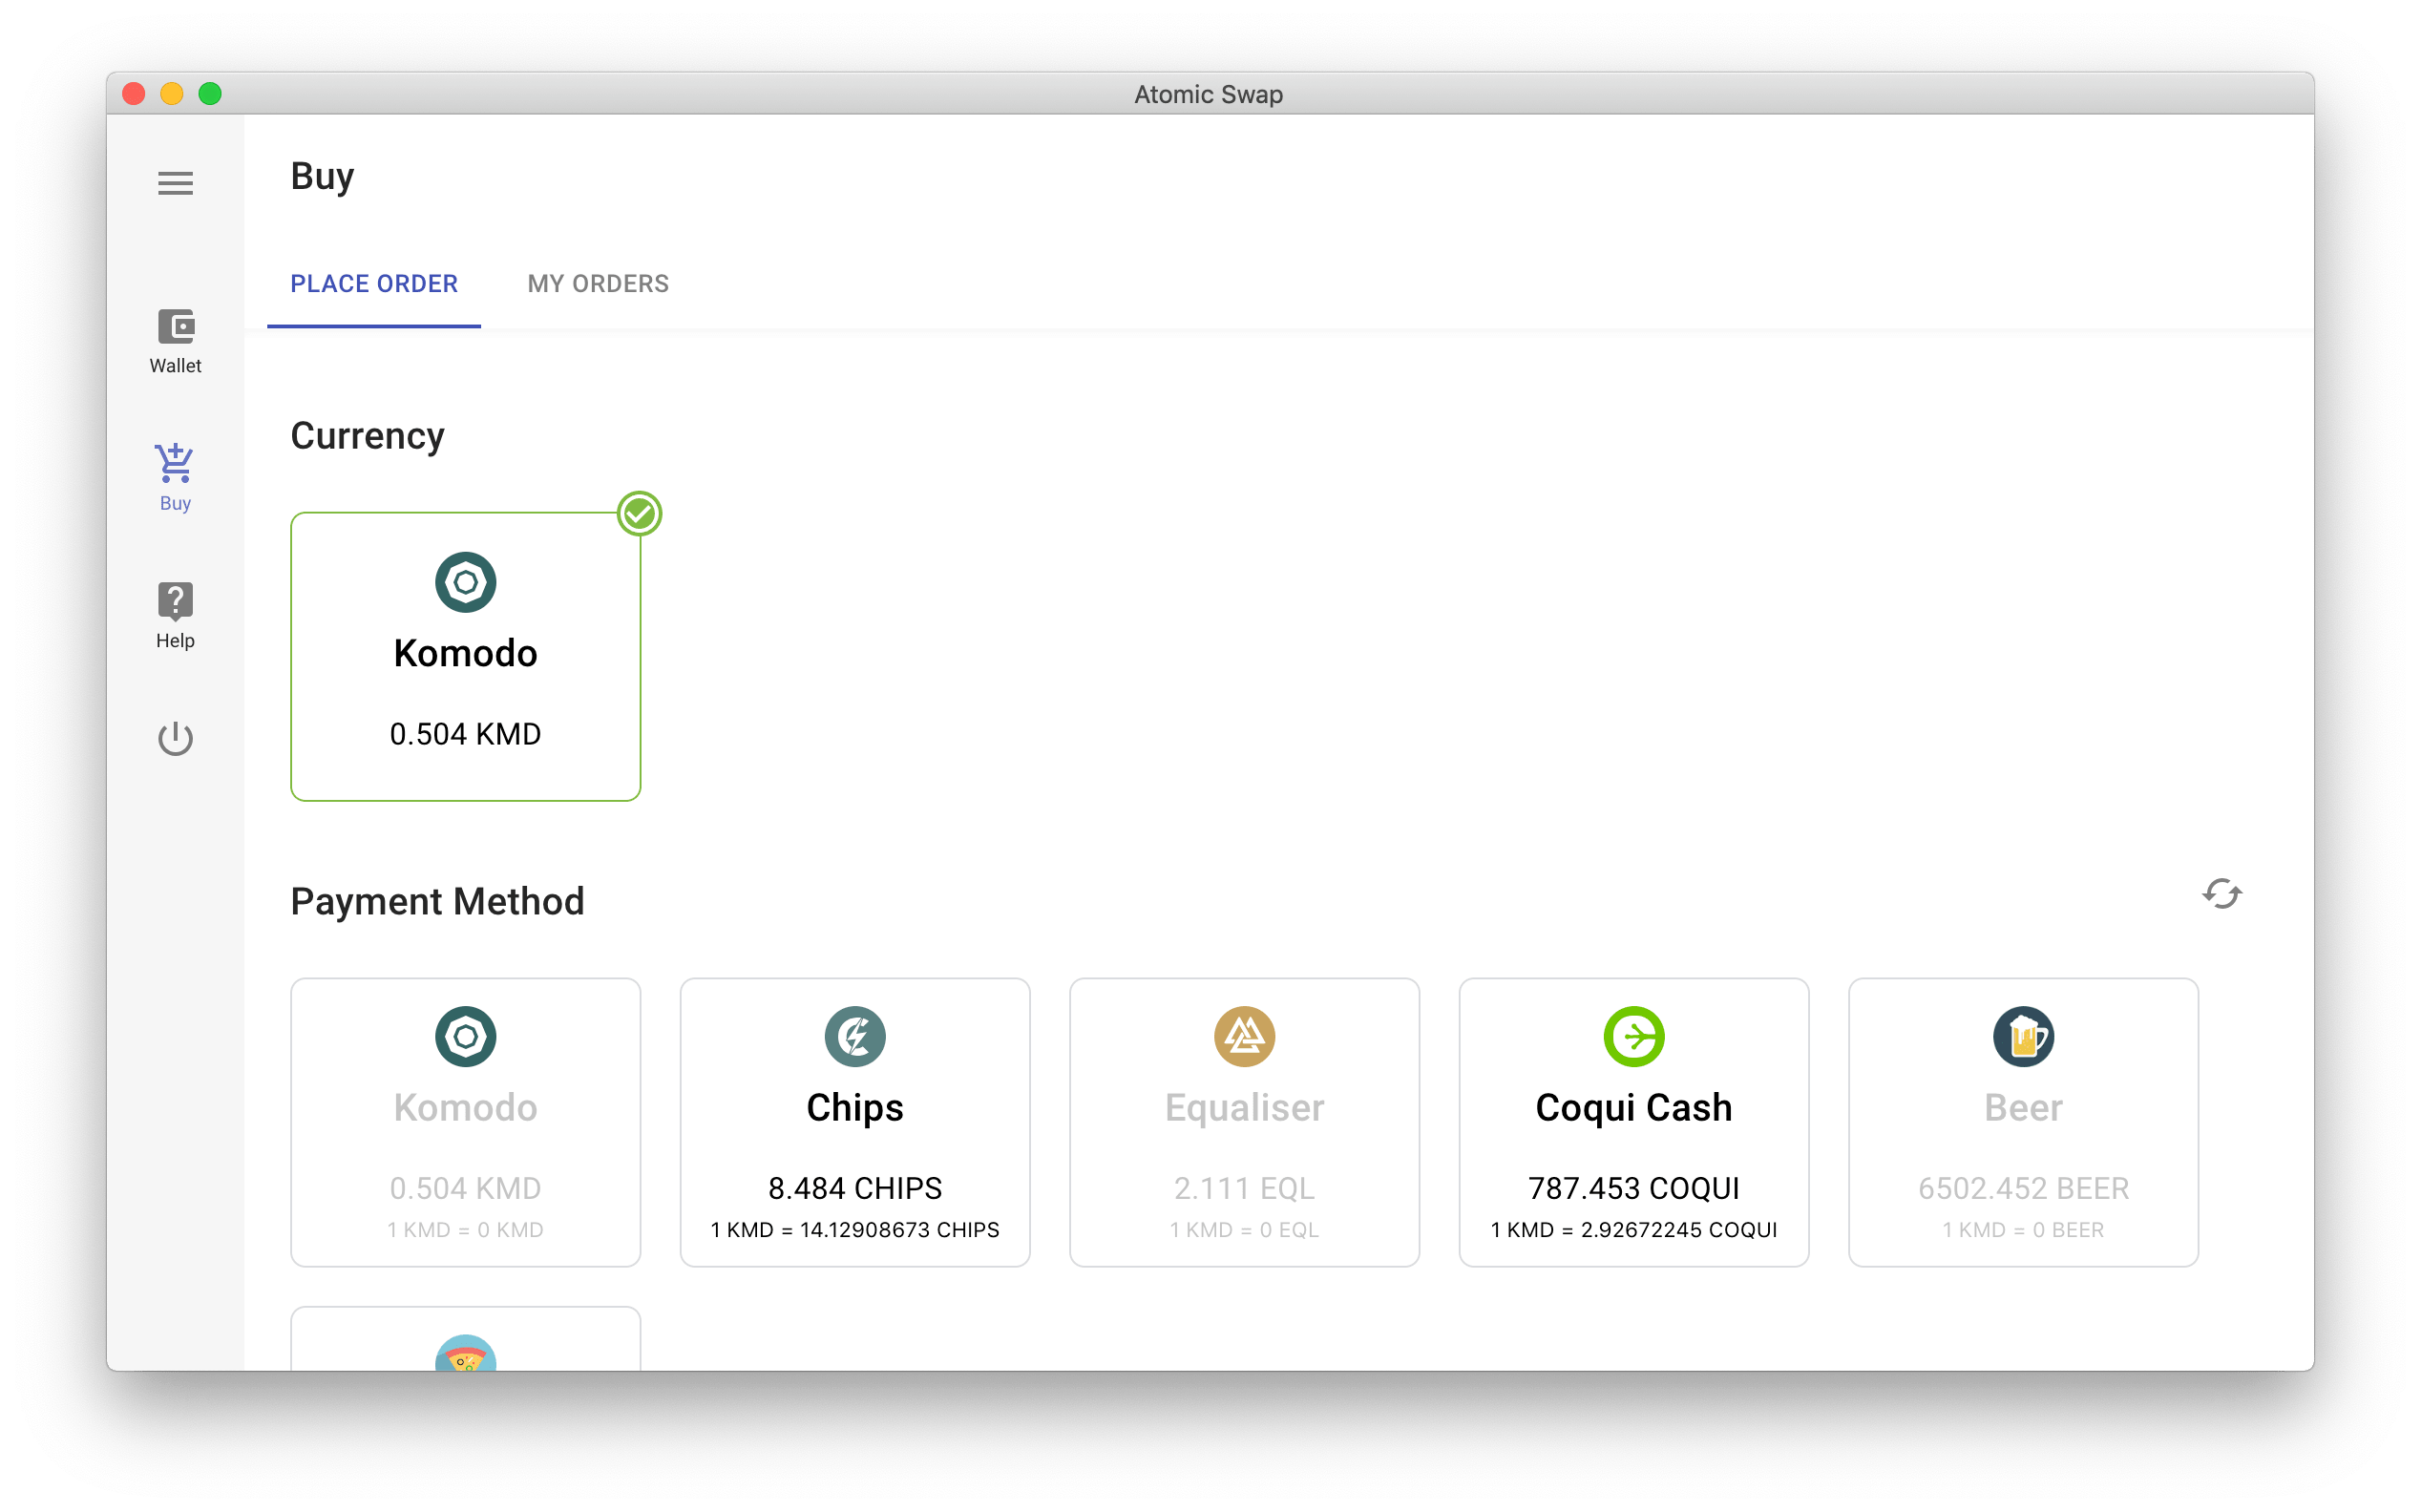 Atomic Swap
Buy
PLACE ORDER
MY ORDERS
Wallet
Buy
Help
Currency
Komodo
0.504 KMD
Payment Method
Komodo
0.504 KMD
1 KMD = 0 KMD
Chips
8.484 CHIPS
1 KMD = 14.12908673 CHIPS
Equaliser
2.111 EQL
1 KMD = 0 EQL
Coqui Cash
787.453 COQUI
1 KMD = 2.92672245 COQUI
Beer
6502.452 BEER
1 KMD = 0 BEER